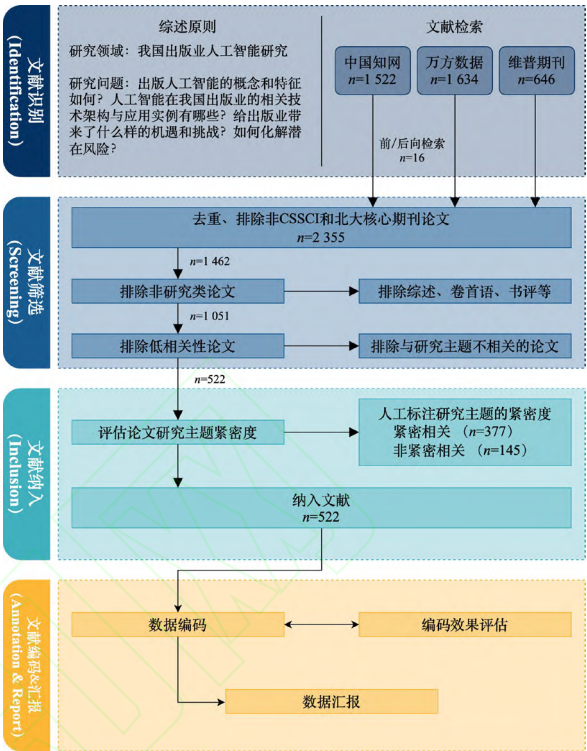 文献识别
(Identification)
综述原则
研究领域：我国出版业人工智能研究
研究问题：出版人工智能的概念和特征
如何？人工智能在我国出版业的相关技
术架构与应用实例有哪些？给出版业带
来了什么样的机遇和挑战？如何化解潜
在风险？
文献检索
中国知网
n=1 522
万方数据
n=1 634
维普期刊
n=646
前/后向检索
n=16
文献筛选
(Screening)
去重、排除非CSSCI和北大核心期刊论文
n=2 355
n=1 462
排除非研究类论文
排除综述、卷首语、书评等
n=1 051
排除低相关性论文
排除与研究主题不相关的论文
n=522
文献纳入
(Inclusion)
评估论文研究主题紧密度
人工标注研究主题的紧密度
紧密相关（n=377）
非紧密相关（n=145）
纳入文献
n=522
文献编码&汇报
(Annotation & Report)
数据编码
编码效果评估
数据汇报